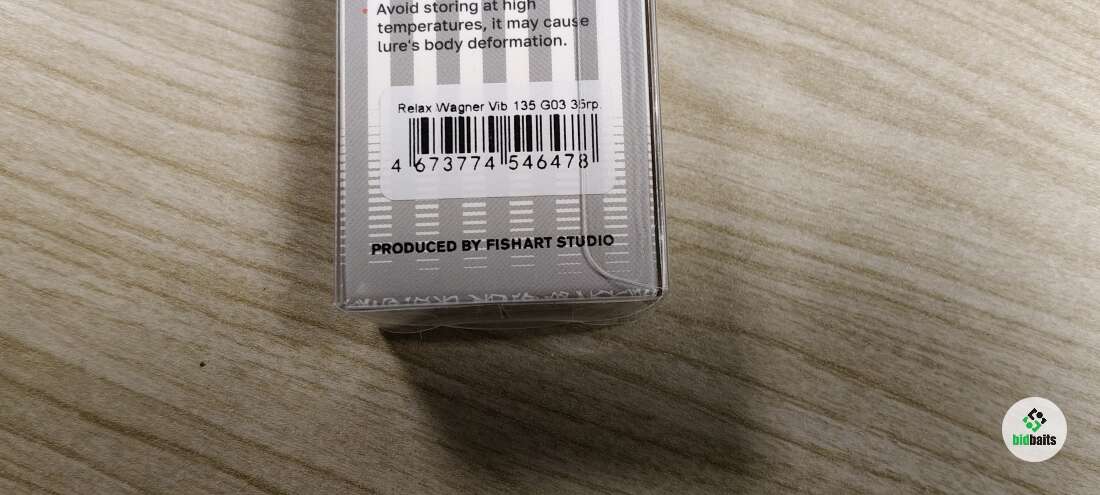 Avoid storing at high
temperatures, it may cause
lure's body deformation.
Relax Wagner Vib 135 G03 35гр.
4 673774 546478
PRODUCED BY FISHART STUDIO
bidbaits